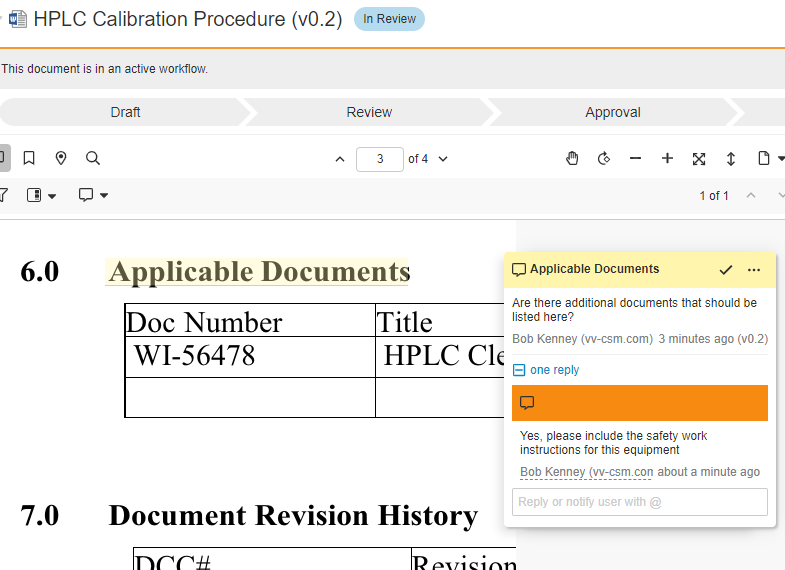 HPLC Calibration Procedure (v0.2) In Review
This document is in an active workflow.
Draft Review Approval
3 of 4
1 of 1
6.0 Applicable Documents
Doc Number Title
WI-56478 HPLC Cle
7.0 Document Revision History
DCC# Revision
Applicable Documents
Are there additional documents that should be
listed here?
Bob Kenney (vv-csm.com) 3 minutes ago (v0.2)
one reply
Yes, please include the safety work
instructions for this equipment
Bob Kenney (vv-csm.con about a minute ago
Reply or notify user with @